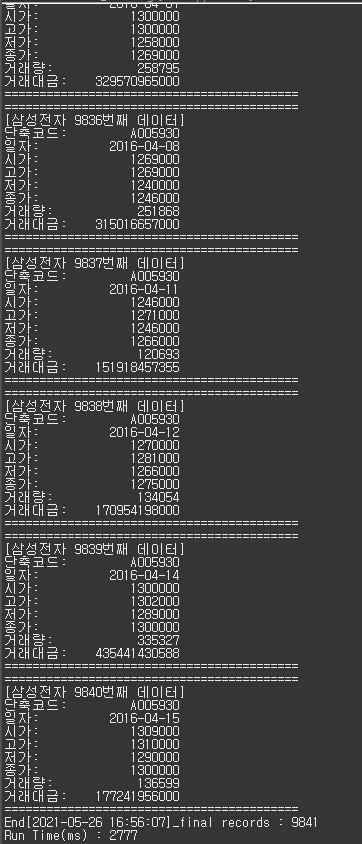 시가: 1300000
고가: 1300000
저가: 1258000
종가: 1269000
거래량: 258795
거래대금: 329570965000
==========================================
==========================================
[삼성전자 9836번째 데이터]
단축코드: A005930
일자: 2016-04-08
시가: 1269000
고가: 1269000
저가: 1240000
종가: 1246000
거래량: 251868
거래대금: 315016657000
==========================================
==========================================
[삼성전자 9837번째 데이터]
단축코드: A005930
일자: 2016-04-11
시가: 1246000
고가: 1271000
저가: 1246000
종가: 1266000
거래량: 120693
거래대금: 151918457355
==========================================
==========================================
[삼성전자 9838번째 데이터]
단축코드: A005930
일자: 2016-04-12
시가: 1270000
고가: 1281000
저가: 1266000
종가: 1275000
거래량: 134054
거래대금: 170954198000
==========================================
==========================================
[삼성전자 9839번째 데이터]
단축코드: A005930
일자: 2016-04-14
시가: 1300000
고가: 1302000
저가: 1289000
종가: 1300000
거래량: 335327
거래대금: 435441430588
==========================================
==========================================
[삼성전자 9840번째 데이터]
단축코드: A005930
일자: 2016-04-15
시가: 1309000
고가: 1310000
저가: 1290000
종가: 1300000
거래량: 136599
거래대금: 177241956000
==========================================
End[2021-05-26 16:56:07]_final records : 9841
Run Time(ms) : 2777